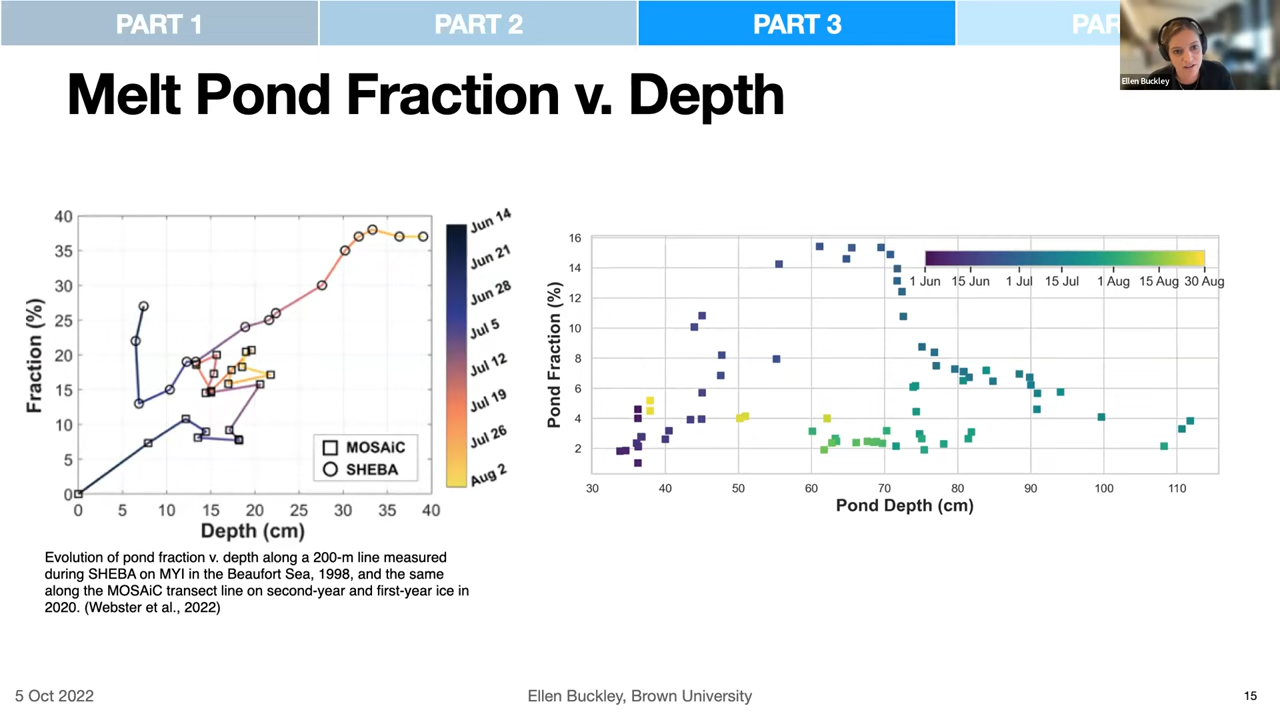 PART 1
PART 2
PART 3
PAR
Ellen Buckley
Melt Pond Fraction v. Depth
40
35
30
25
20
15
10
5
0
Fraction (%)
0 5 10 15 20 25 30 35 40
Depth (cm)
MOSAiC
SHEBA
Jun 14
Jun 21
Jun 28
Jul 5
Jul 12
Jul 19
Jul 26
Aug 2
16
14
12
10
8
6
4
2
Pond Fraction (%)
1 Jun 15 Jun 1 Jul 15 Jul 1 Aug 15 Aug 30 Aug
30 40 50 60 70 80 90 100 110
Pond Depth (cm)
Evolution of pond fraction v. depth along a 200-m line measured
during SHEBA on MYI in the Beaufort Sea, 1998, and the same
along the MOSAiC transect line on second-year and first-year ice in
2020. (Webster et al., 2022)
5 Oct 2022
Ellen Buckley, Brown University
15